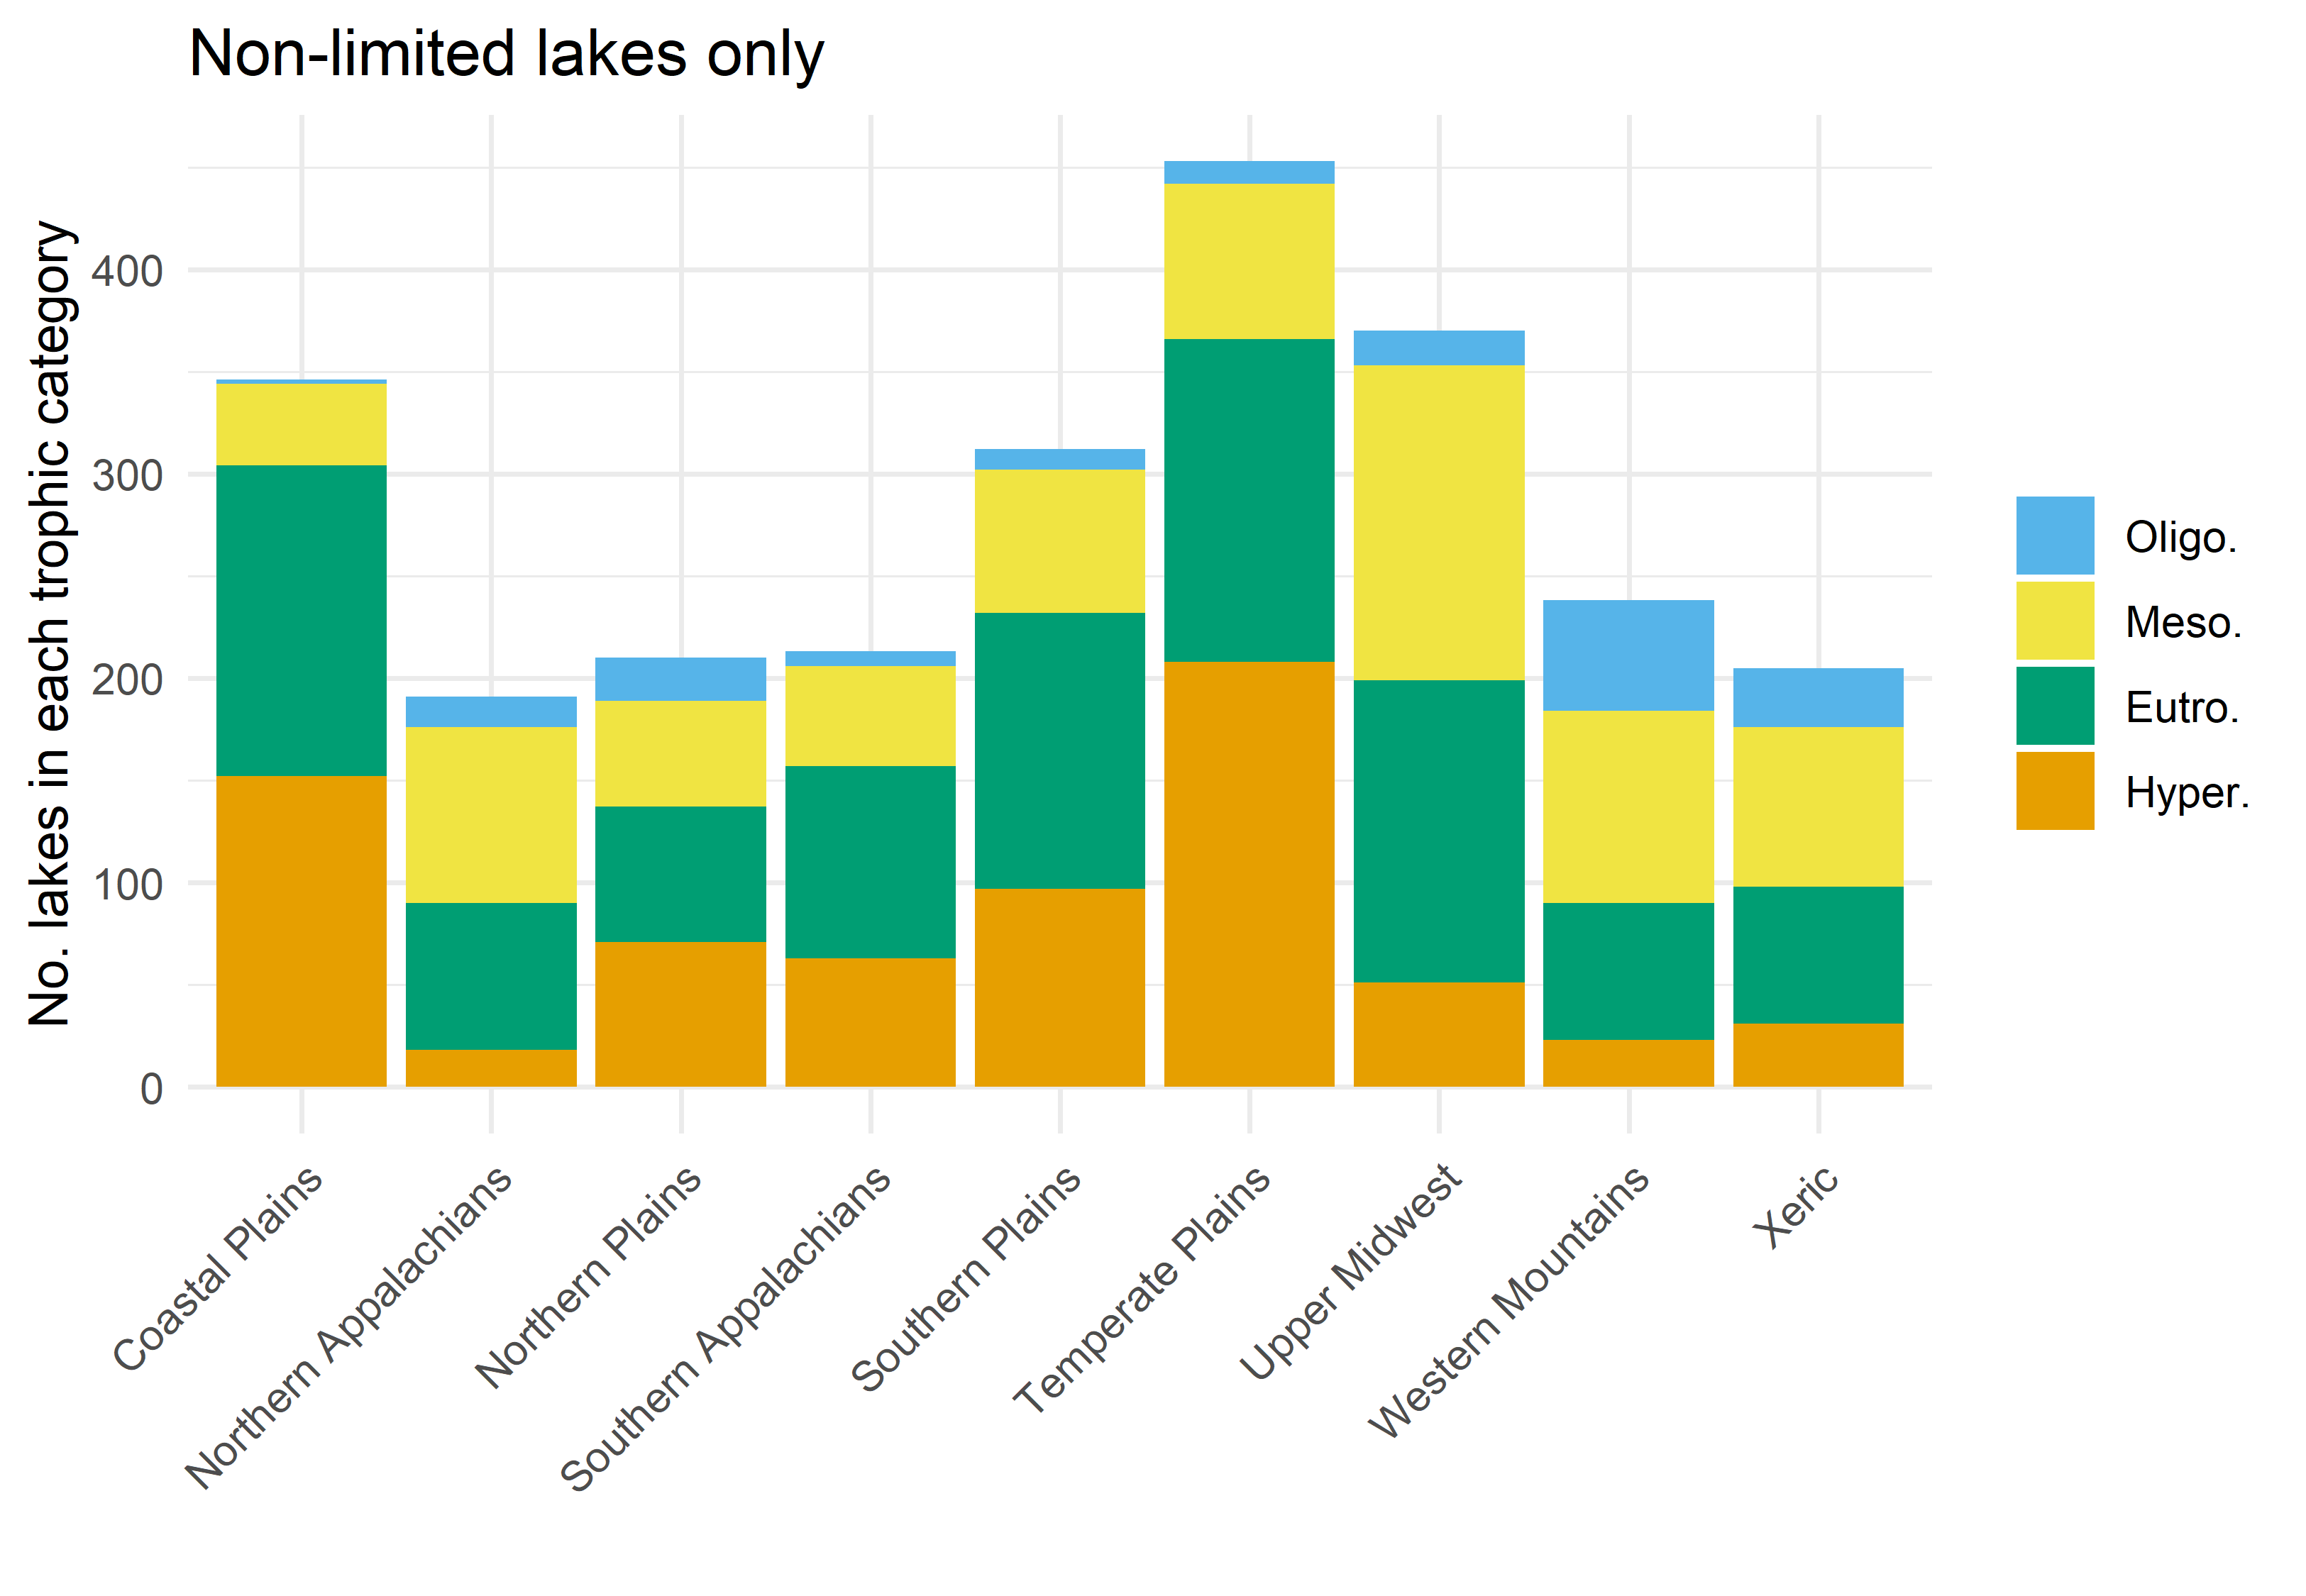 Non-limited lakes only
No. lakes in each trophic category
400
300
200
100
0
Coastal Plains
Northern Appalachians
Northern Plains
Southern Appalachians
Southern Plains
Temperate Plains
Upper Midwest
Western Mountains
Xeric
Oligo.
Meso.
Eutro.
Hyper.